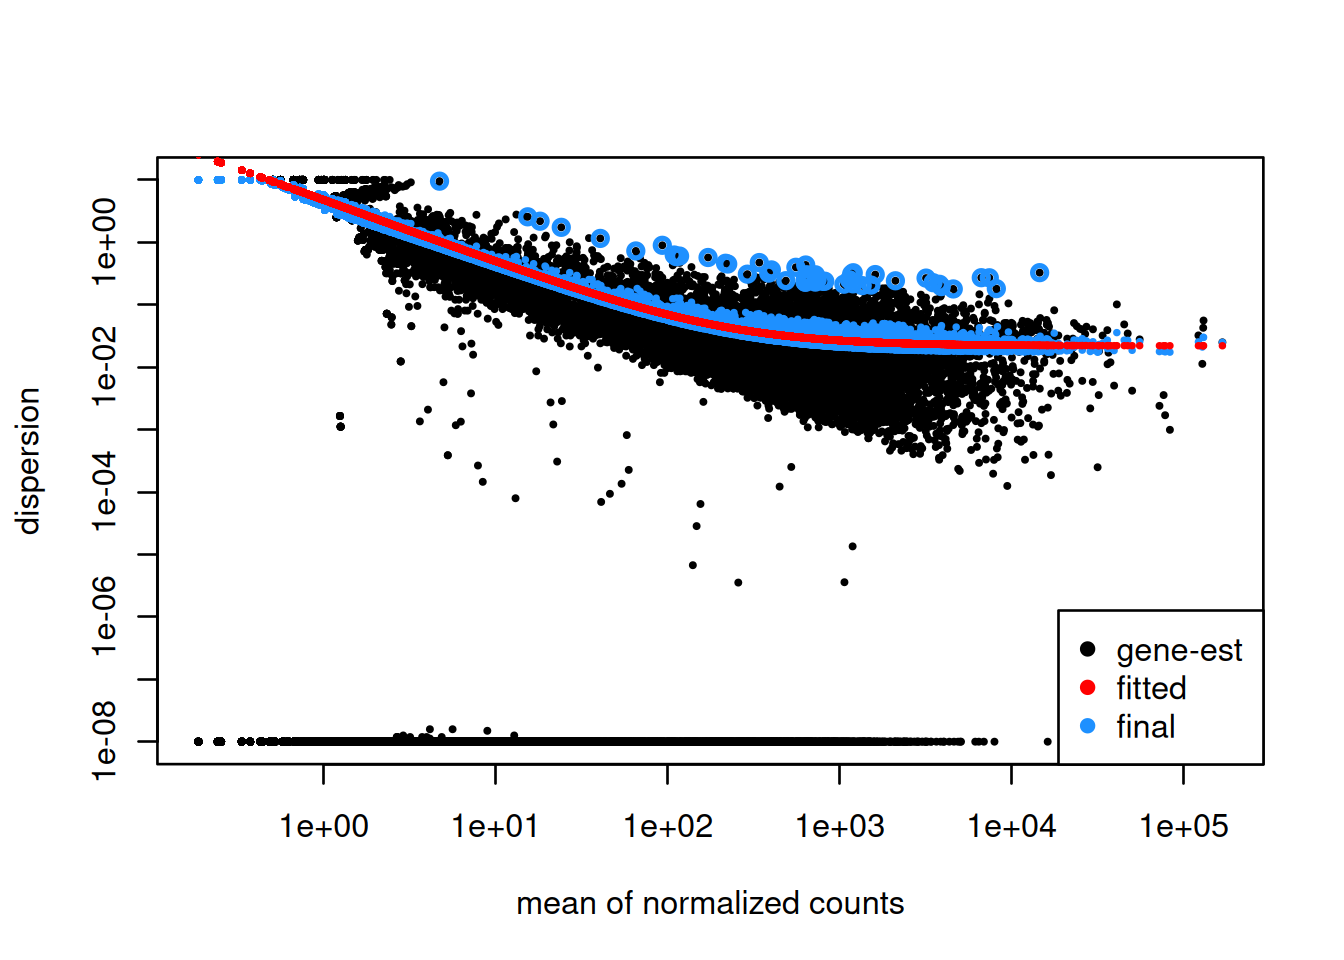 dispersion
1e+00
1e-02
1e-04
1e-06
1e-08
gene-est
fitted
final
1e+00 1e+01 1e+02 1e+03 1e+04 1e+05
mean of normalized counts